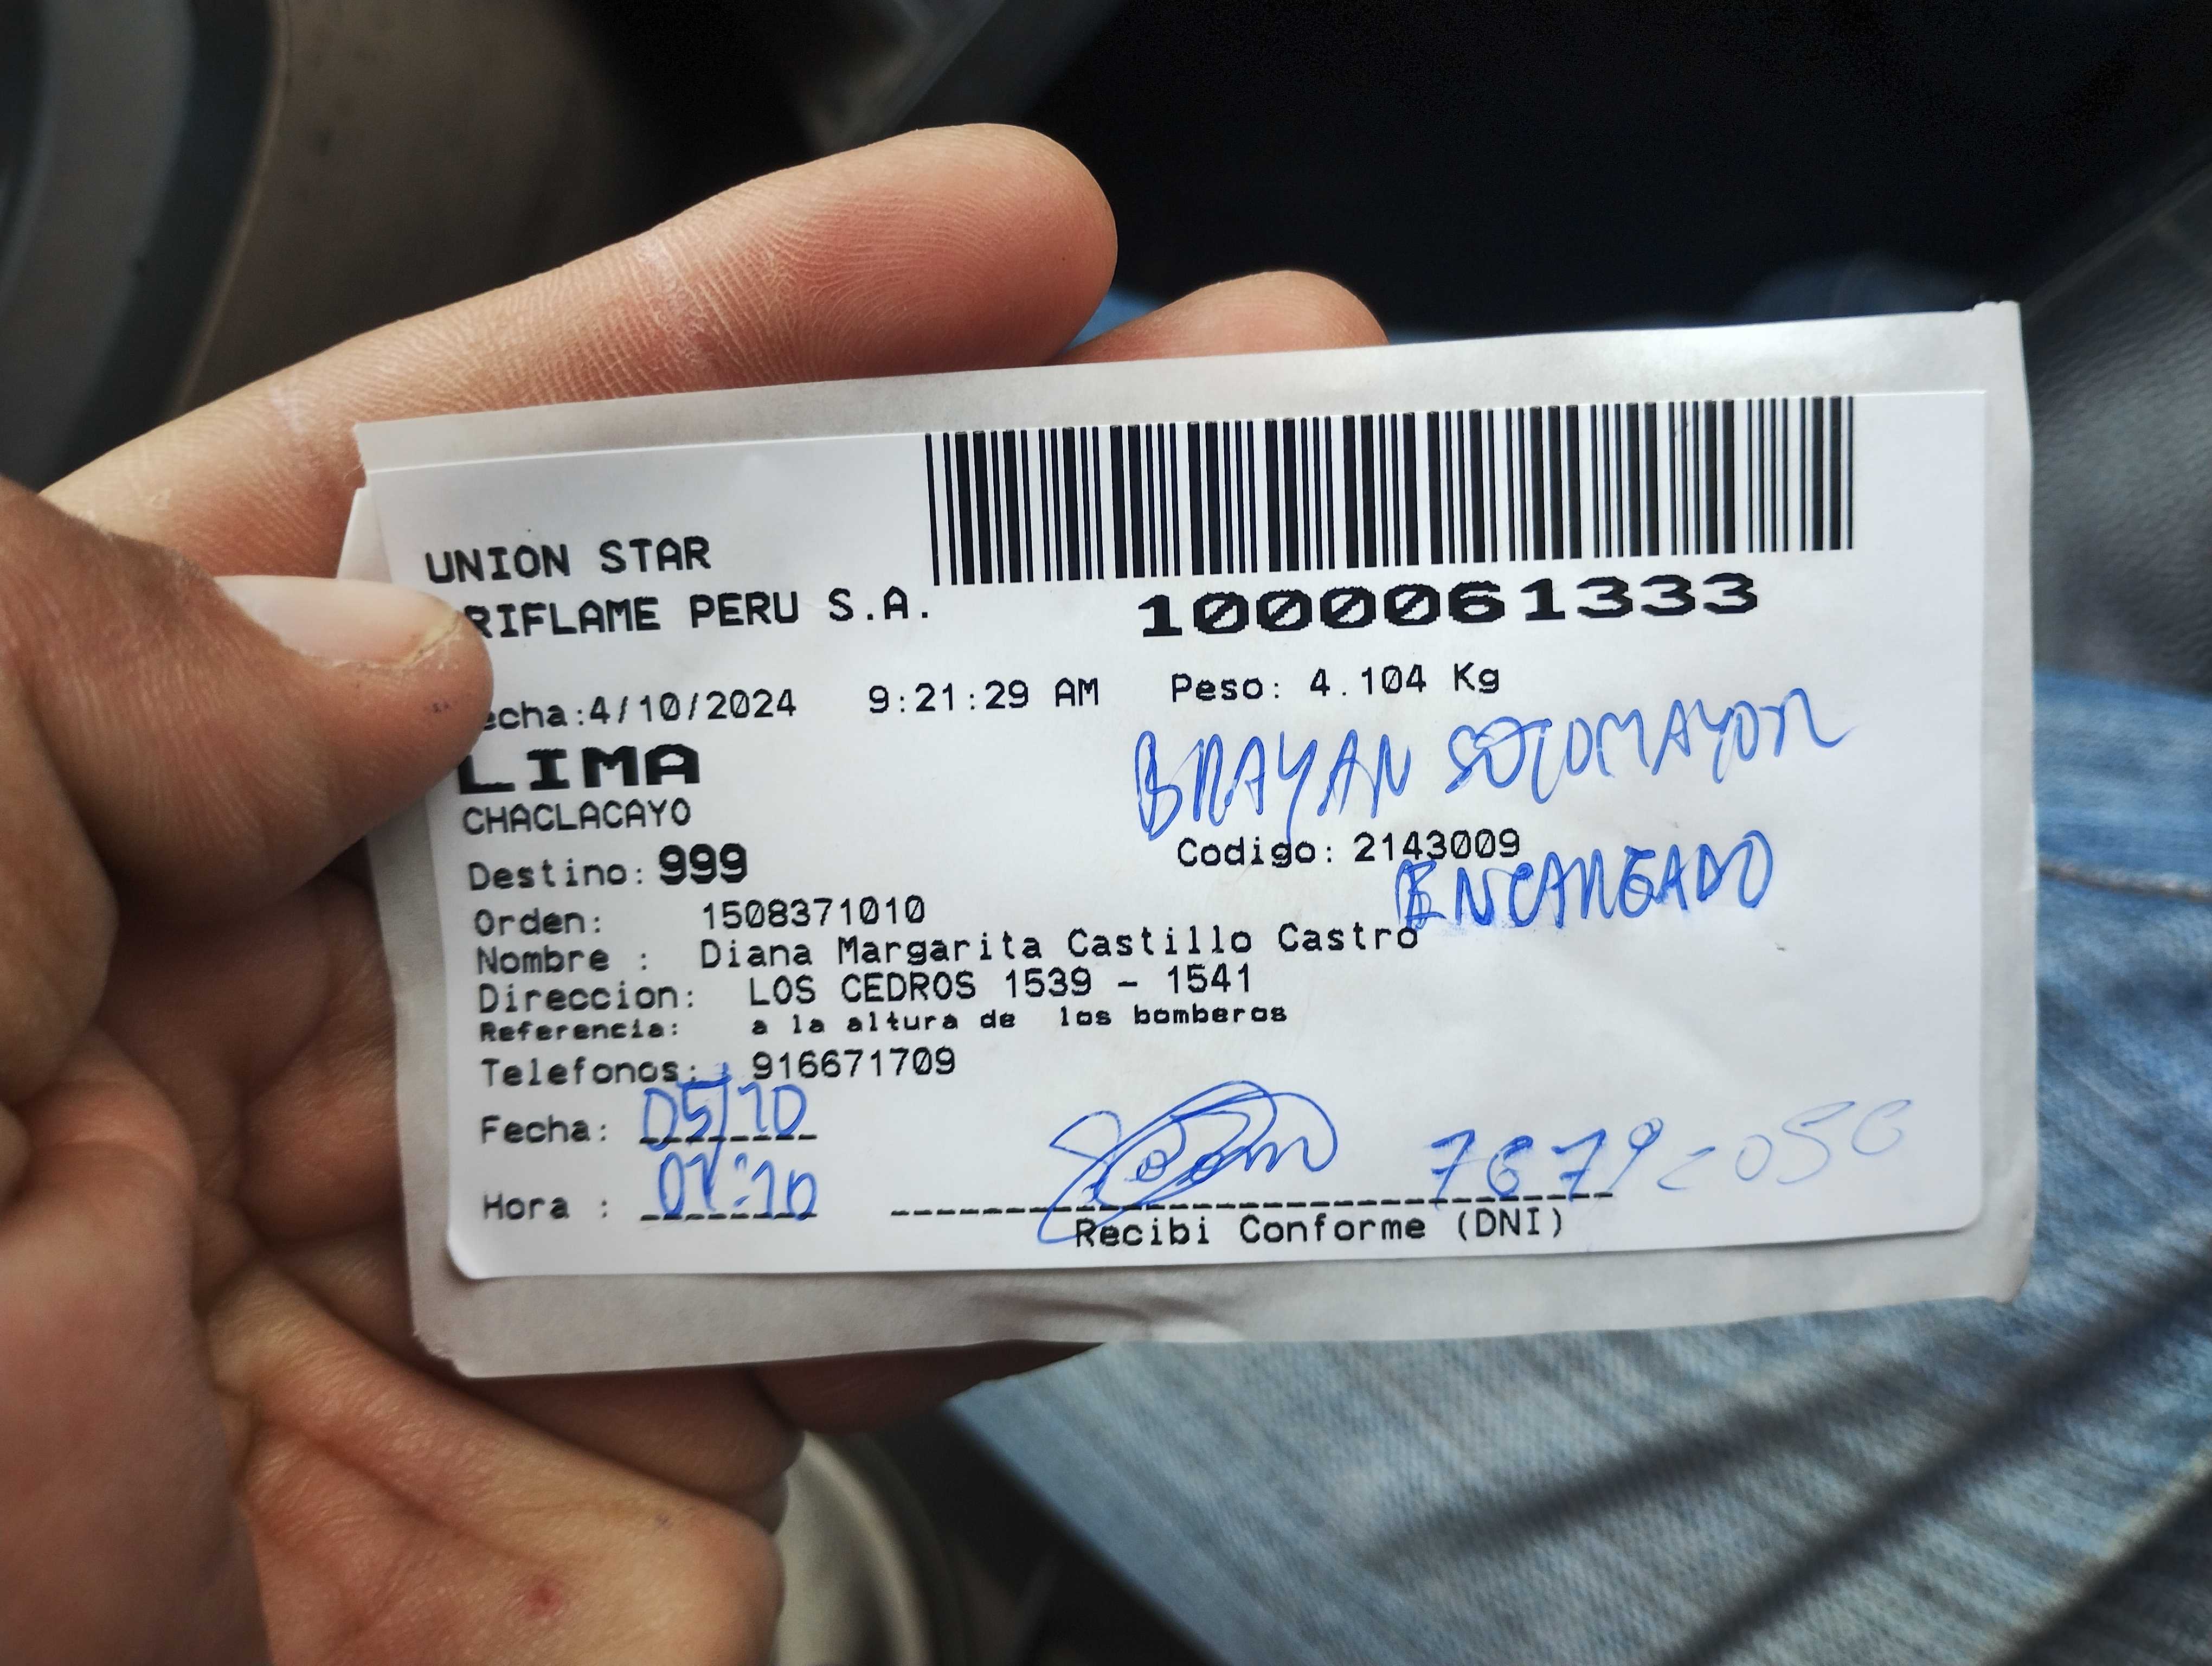 UNION STAR
RIFLAME PERU S.A.
1000061333
echa:4/10/2024 9:21:29 AM Peso: 4.104 Kg
LIMA
BRAYAN SOTOMAYOR
CHACLACAYO
Codigo: 2143009
Destino: 999
ENCARGADO
Orden: 1508371010
Nombre : Diana Margarita Castillo Castro
Direccion: LOS CEDROS 1539 - 1541
Referencia: a la altura de los bomberos
Telefonos: 916671709
Fecha: 05/10
Hora :
Recibi Conforme (DNI)